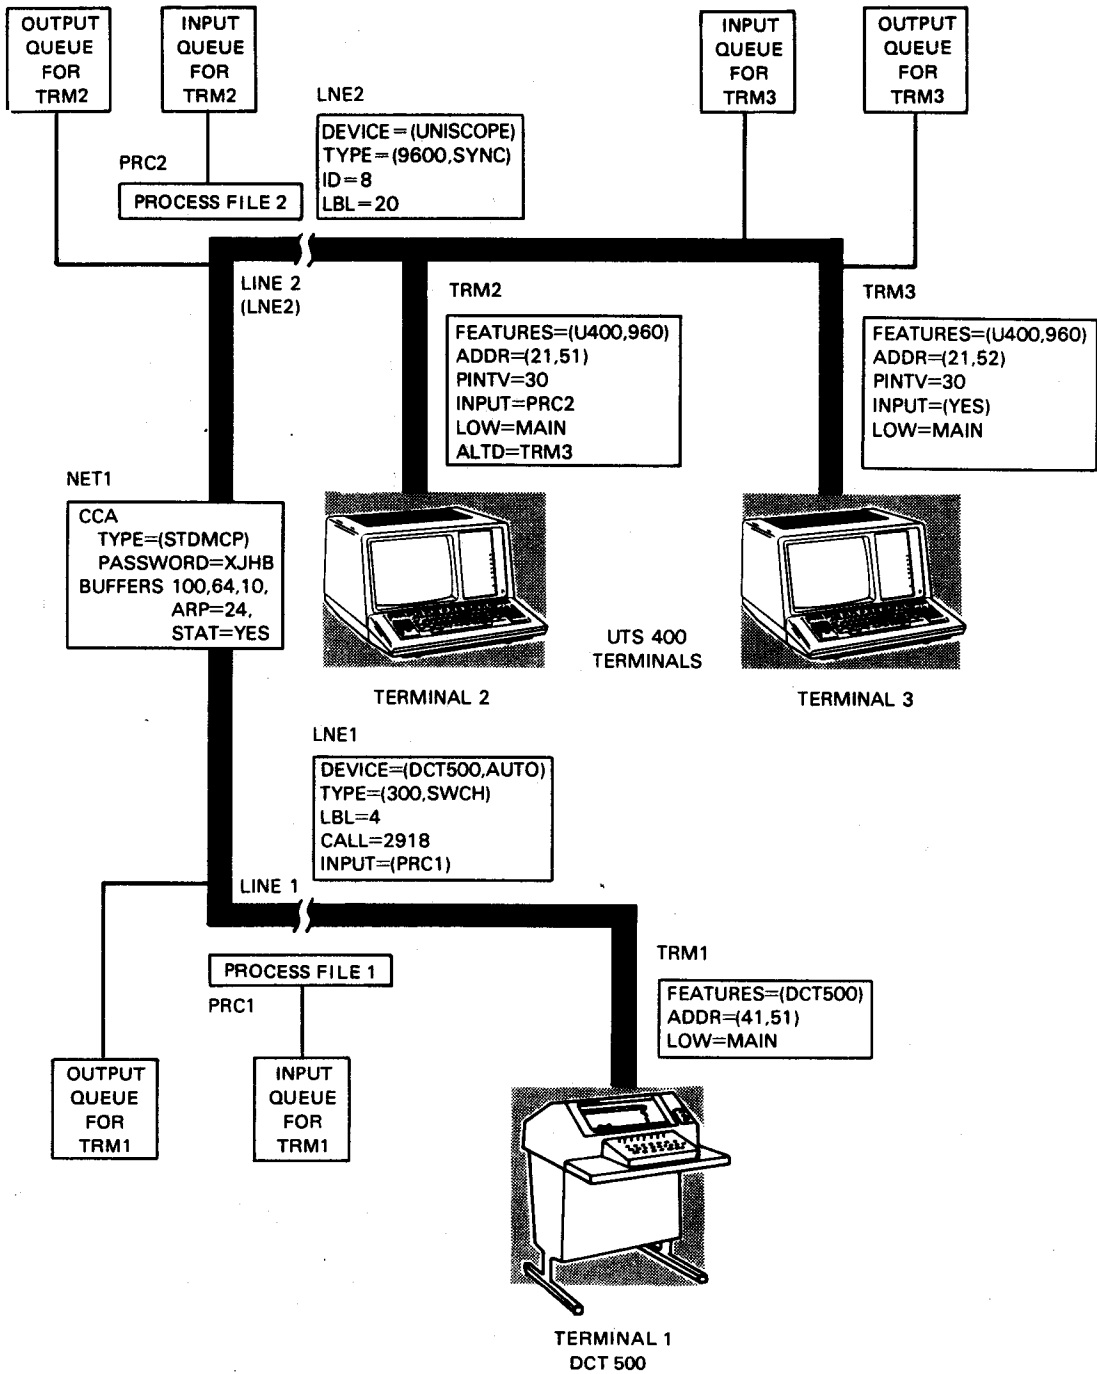 OUTPUT
QUEUE
FOR
TRM2
INPUT
QUEUE
FOR
TRM2
INPUT
QUEUE
FOR
TRM3
OUTPUT
QUEUE
FOR
TRM3
LNE2
DEVICE=(UNISCOPE)
TYPE=(9600,SYNC)
ID=8
LBL=20
PRC2
PROCESS FILE 2
LINE 2
(LNE2)
TRM2
FEATURES=(U400,960)
ADDR=(21,51)
PINTV=30
INPUT=PRC2
LOW=MAIN
ALTD=TRM3
TRM3
FEATURES=(U400,960)
ADDR=(21,52)
PINTV=30
INPUT=(YES)
LOW=MAIN
NET1
CCA
TYPE=(STDMCP)
PASSWORD=XJHB
BUFFERS 100,64,10,
ARP=24,
STAT=YES
UTS 400
TERMINALS
TERMINAL 2
TERMINAL 3
LNE1
DEVICE=(DCT500,AUTO)
TYPE=(300,SWCH)
LBL=4
CALL=2918
INPUT=(PRC1)
LINE 1
PROCESS FILE 1
PRC1
TRM1
FEATURES=(DCT500)
ADDR=(41,51)
LOW=MAIN
OUTPUT
QUEUE
FOR
TRM1
INPUT
QUEUE
FOR
TRM1
TERMINAL 1
DCT 500